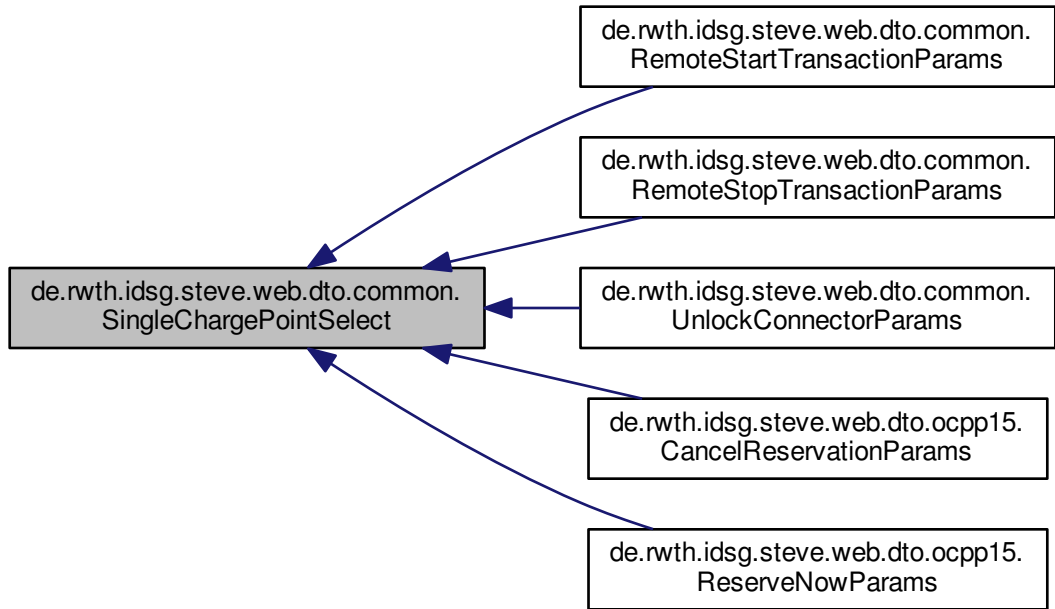 de.rwth.idsg.steve.web.dto.common.
RemoteStartTransactionParams
de.rwth.idsg.steve.web.dto.common.
RemoteStopTransactionParams
de.rwth.idsg.steve.web.dto.common.
SingleChargePointSelect
de.rwth.idsg.steve.web.dto.common.
UnlockConnectorParams
de.rwth.idsg.steve.web.dto.ocpp15.
CancelReservationParams
de.rwth.idsg.steve.web.dto.ocpp15.
ReserveNowParams